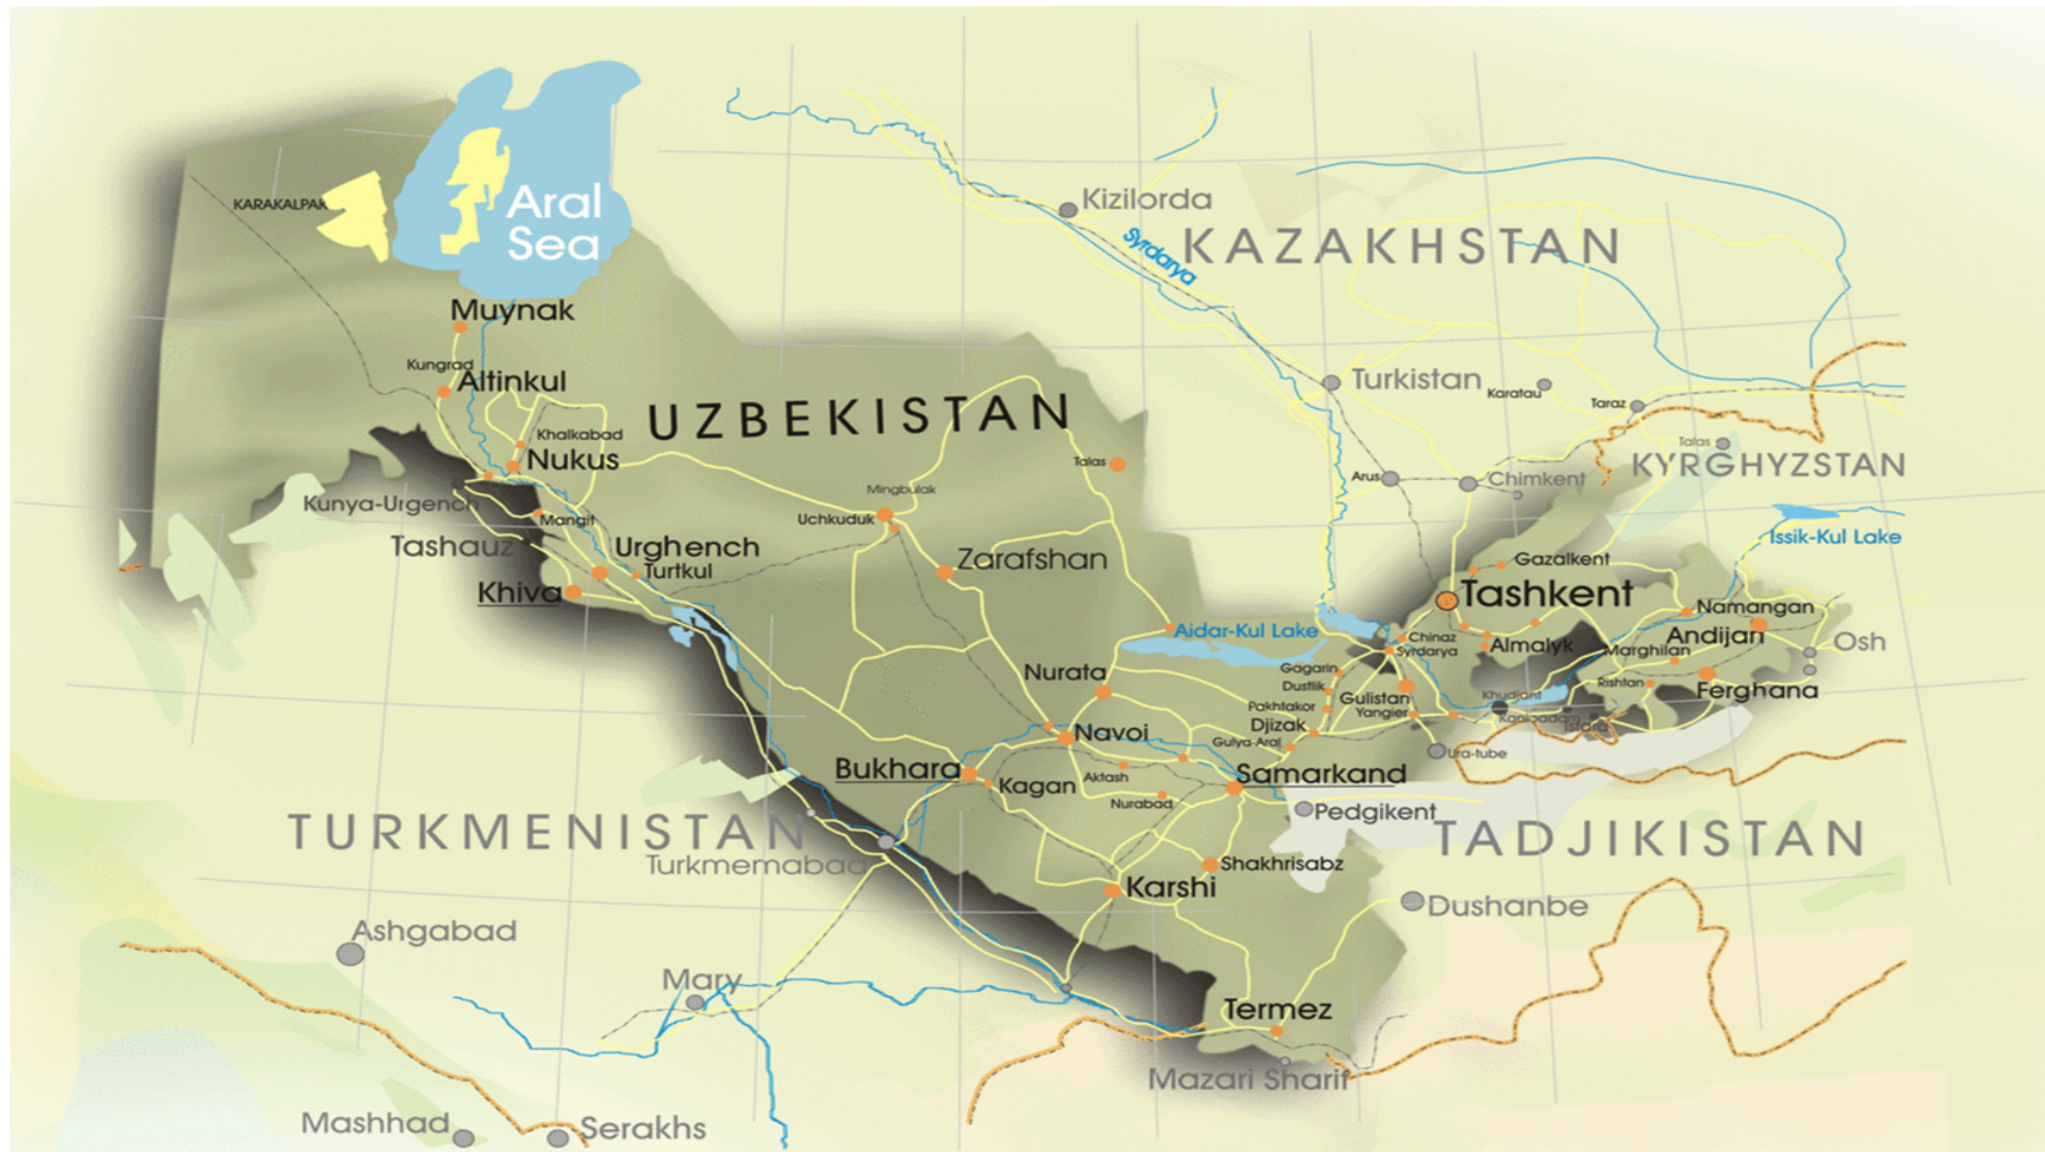 Aral
Sea
KARAKALPAK
Kizilorda
Syrdarya
KAZAKHSTAN
Muynak
Kungrad
Altinkul
UZBEKISTAN
Turkistan
Karatau
Taraz
Khalkabad
Nukus
Talas
Arus
Chimkent
Talas
KYRGHYZSTAN
Kunya-Urgench
Mangit
Mingbulak
Uchkuduk
Issik-Kul Lake
Tashauz
Urghench
Turtkul
Khiva
Zarafshan
Gazalkent
Tashkent
Namangan
Andijan
Osh
Aidar-Kul Lake
Chinaz
Syrdarya
Almalyk
Marghilan
Nurata
Gagarin
Dustlik
Pakhtakor
Gulistan
Yangier
Khudjant
Rishtan
Ferghana
Kanibadam
Isfara
Djizak
Gulya-Aral
Navoi
Ura-tube
Bukhara
Kagan
Aktash
Nurabad
Samarkand
Pedgikent
TURKMENISTAN
TADJIKISTAN
Turkmernabad
Shakhrisabz
Karshi
Dushanbe
Ashgabad
Mary
Termez
Mazari Sharif
Mashhad
Serakhs